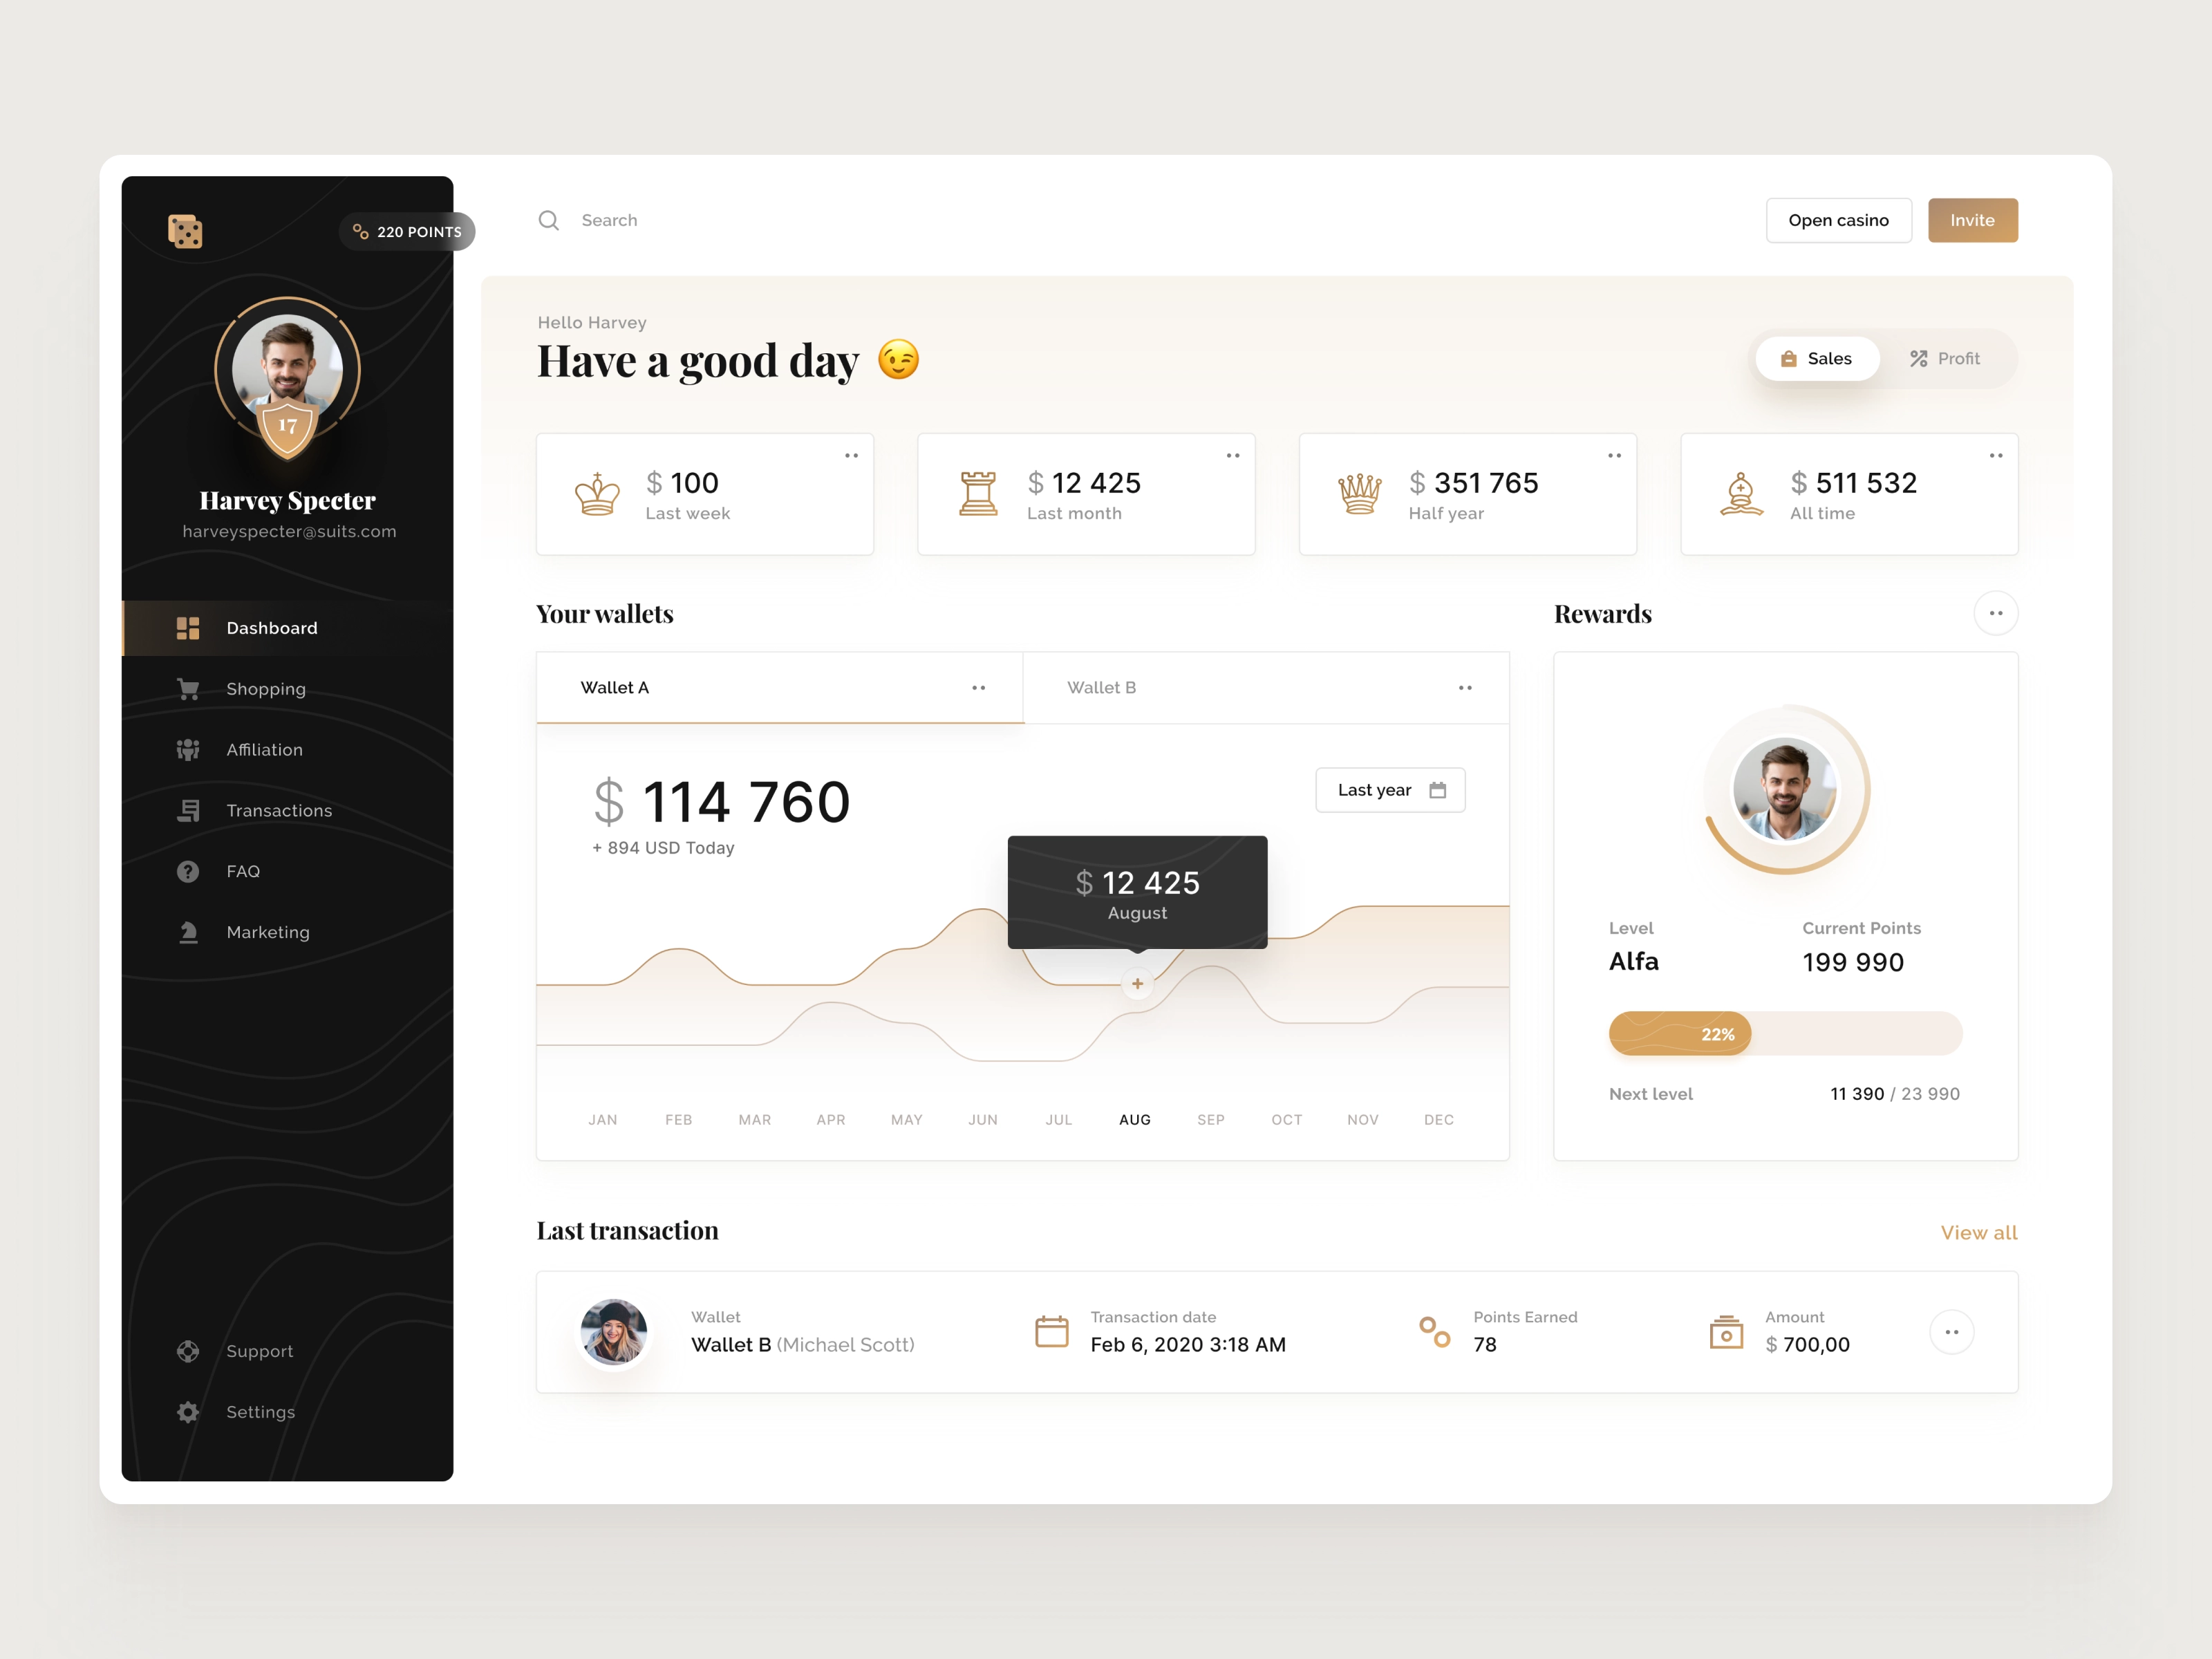 220 POINTS
Search
Open casino
Invite
17
Harvey Specter
harveyspecter@suits.com
Dashboard
Shopping
Affiliation
Transactions
FAQ
Marketing
Support
Settings
Hello Harvey
Have a good day 😉
Sales
Profit
$ 100
Last week
$ 12 425
Last month
$ 351 765
Half year
$ 511 532
All time
Your wallets
Wallet A
Wallet B
$ 114 760
+ 894 USD Today
Last year
$ 12 425
August
JAN FEB MAR APR MAY JUN JUL AUG SEP OCT NOV DEC
Rewards
Level
Alfa
Current Points
199 990
22%
Next level
11 390 / 23 990
Last transaction
View all
Wallet
Wallet B (Michael Scott)
Transaction date
Feb 6, 2020 3:18 AM
Points Earned
78
Amount
$ 700,00